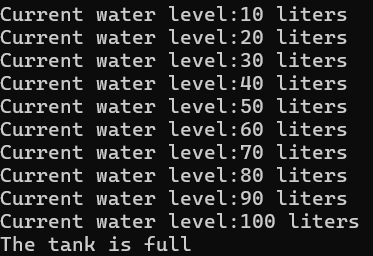 Current water level:10 liters
Current water level:20 liters
Current water level:30 liters
Current water level:40 liters
Current water level:50 liters
Current water level:60 liters
Current water level:70 liters
Current water level:80 liters
Current water level:90 liters
Current water level:100 liters
The tank is full